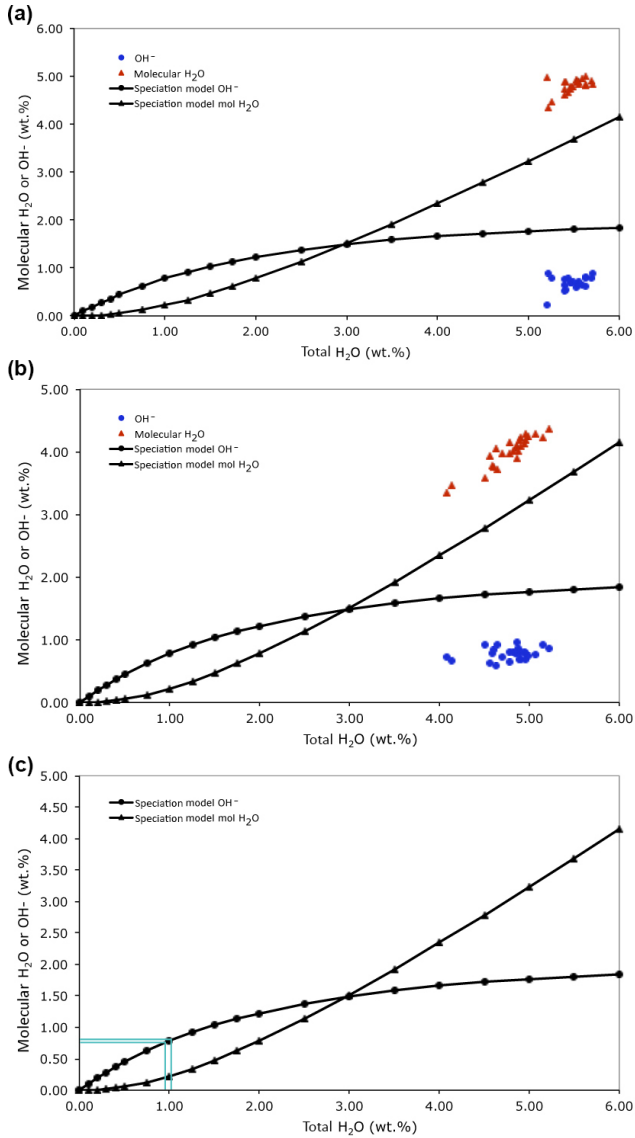 (a)
6.00
5.00
4.00
3.00
2.00
1.00
0.00
Molecular H₂O or OH- (wt.%)
OH⁻
Molecular H₂O
Speciation model OH⁻
Speciation model mol H₂O
0.00 1.00 2.00 3.00 4.00 5.00 6.00
Total H₂O (wt.%)
(b)
5.00
4.00
3.00
2.00
1.00
0.00
Molecular H₂O or OH- (wt.%)
OH⁻
Molecular H₂O
Speciation model OH⁻
Speciation model mol H₂O
0.00 1.00 2.00 3.00 4.00 5.00 6.00
Total H₂O (wt.%)
(c)
5.00
4.50
4.00
3.50
3.00
2.50
2.00
1.50
1.00
0.50
0.00
Molecular H₂O or OH- (wt.%)
Speciation model OH⁻
Speciation model mol H₂O
0.00 1.00 2.00 3.00 4.00 5.00 6.00
Total H₂O (wt.%)